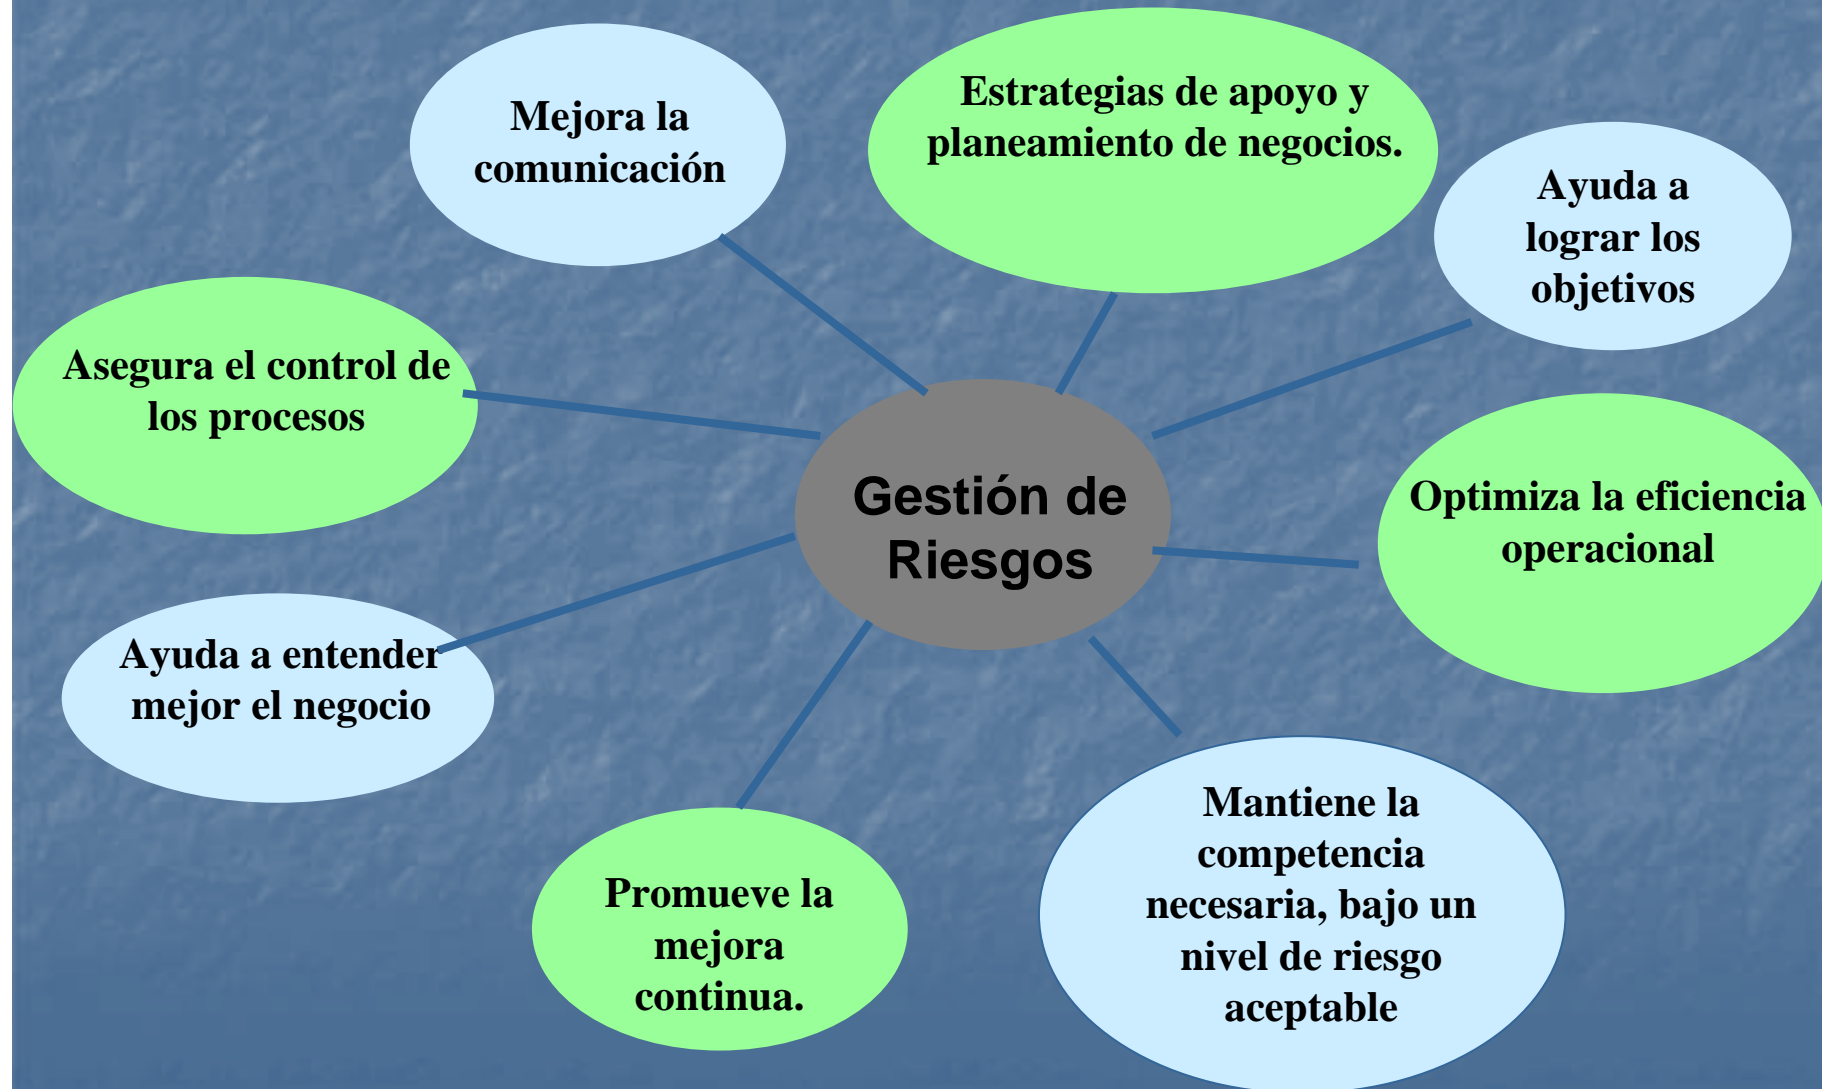 Mejora la
comunicación
Estrategias de apoyo y
planeamiento de negocios.
Ayuda a
lograr los
objetivos
Asegura el control de
los procesos
Gestión de
Riesgos
Optimiza la eficiencia
operacional
Ayuda a entender
mejor el negocio
Promueve la
mejora
continua.
Mantiene la
competencia
necesaria, bajo un
nivel de riesgo
aceptable